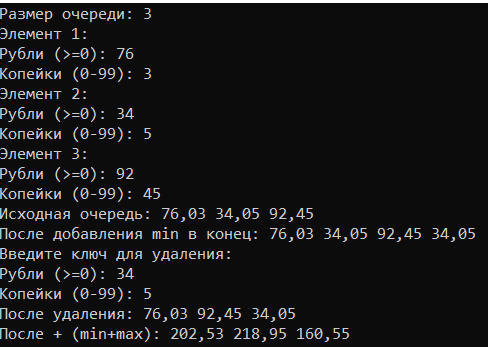 Размер очереди: 3
Элемент 1:
Рубли (>=0): 76
Копейки (0-99): 3
Элемент 2:
Рубли (>=0): 34
Копейки (0-99): 5
Элемент 3:
Рубли (>=0): 92
Копейки (0-99): 45
Исходная очередь: 76,03 34,05 92,45
После добавления min в конец: 76,03 34,05 92,45 34,05
Введите ключ для удаления:
Рубли (>=0): 34
Копейки (0-99): 5
После удаления: 76,03 92,45 34,05
После + (min+max): 202,53 218,95 160,55